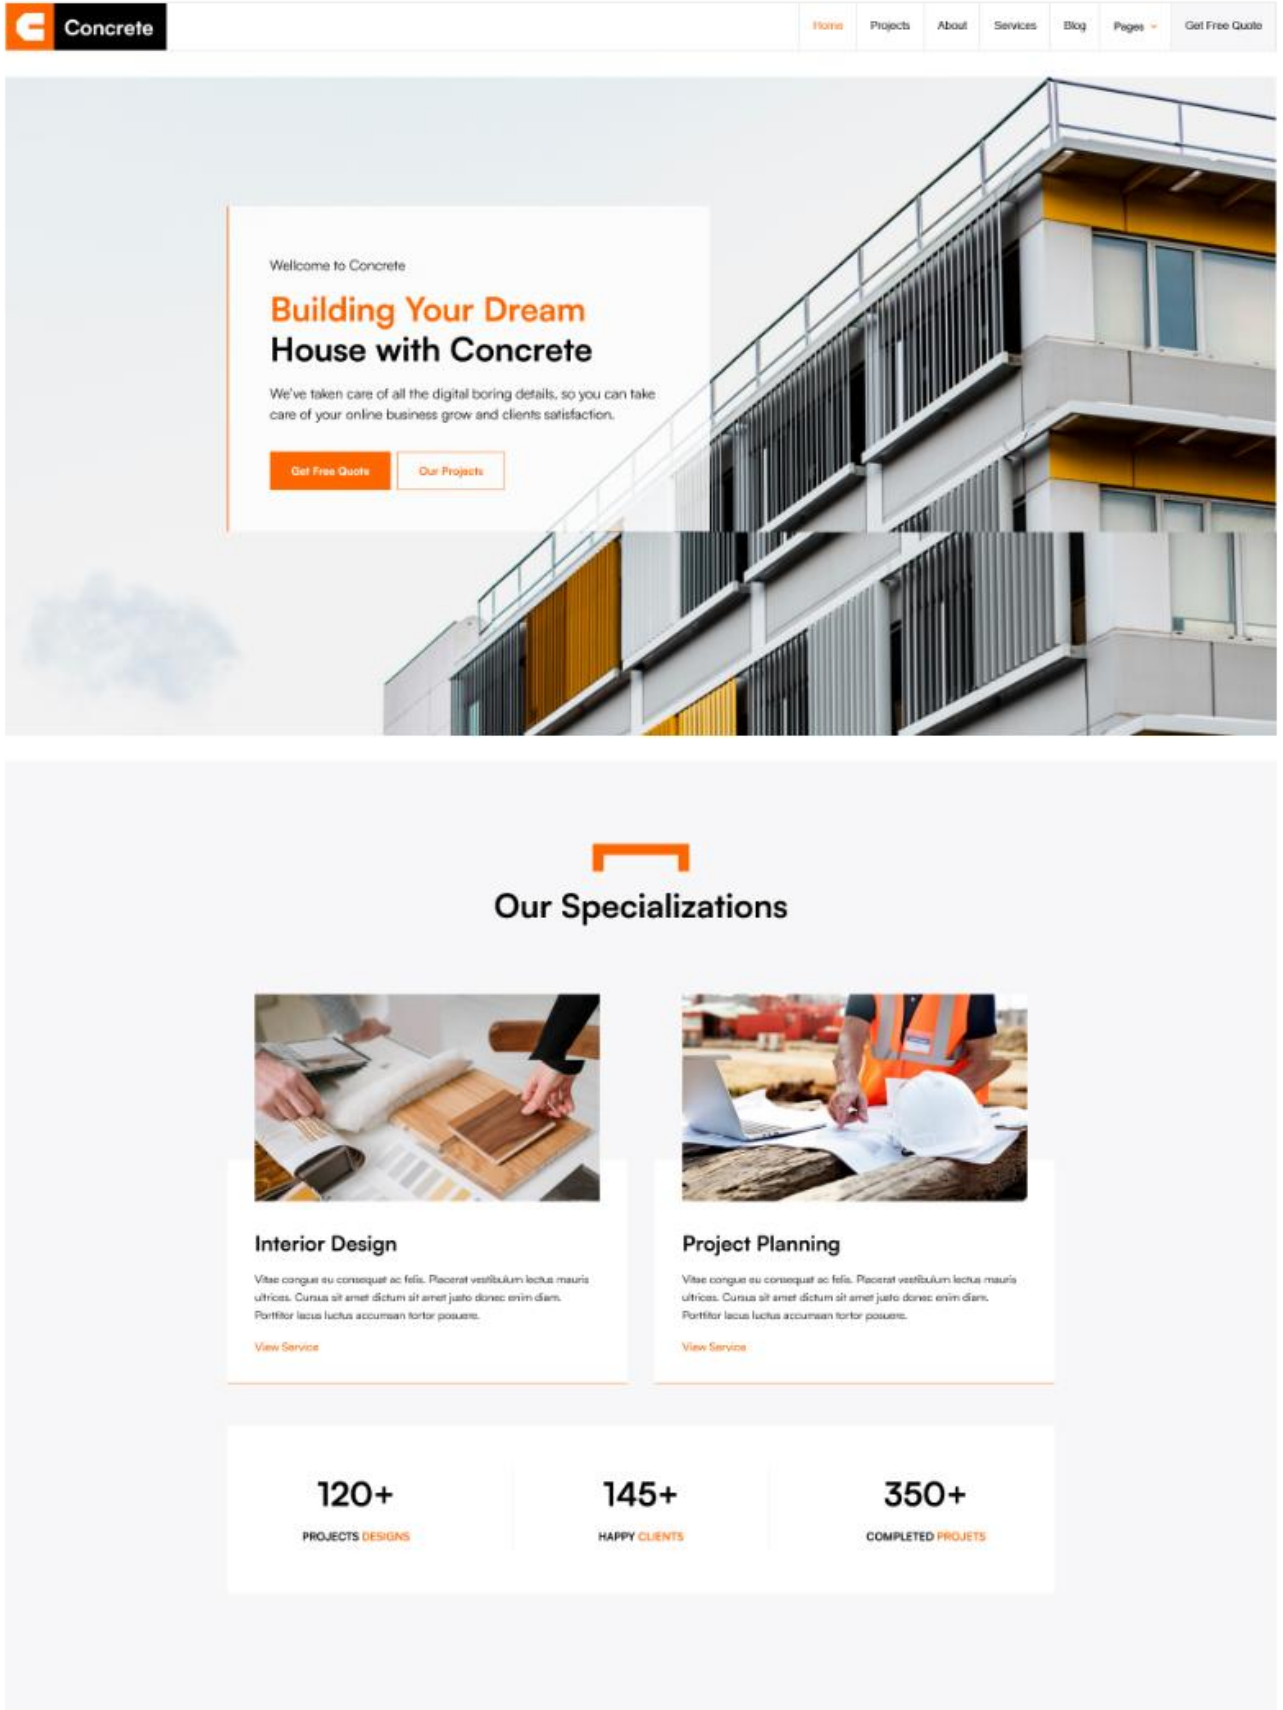 Concrete
Home
Projects
About
Services
Blog
Pages
Get Free Quote
Wellcome to Concrete
Building Your Dream
House with Concrete
We've taken care of all the digital boring details, so you can take
care of your online business grow and clients satisfaction.
Get Free Quote
Our Projects
Our Specializations
Interior Design
Vitae congue eu consequat ac felis. Placerat vestibulum lectus mauris
ultrices. Cursus sit amet dictum sit amet justo donec enim diam.
Porttitor lacus luctus accumsan tortor posuere.
View Service
Project Planning
Vitae congue eu consequat ac felis. Placerat vestibulum lectus mauris
ultrices. Cursus sit amet dictum sit amet justo donec enim diam.
Porttitor lacus luctus accumsan tortor posuere.
View Service
120+
PROJECTS DESIGNS
145+
HAPPY CLIENTS
350+
COMPLETED PROJETS